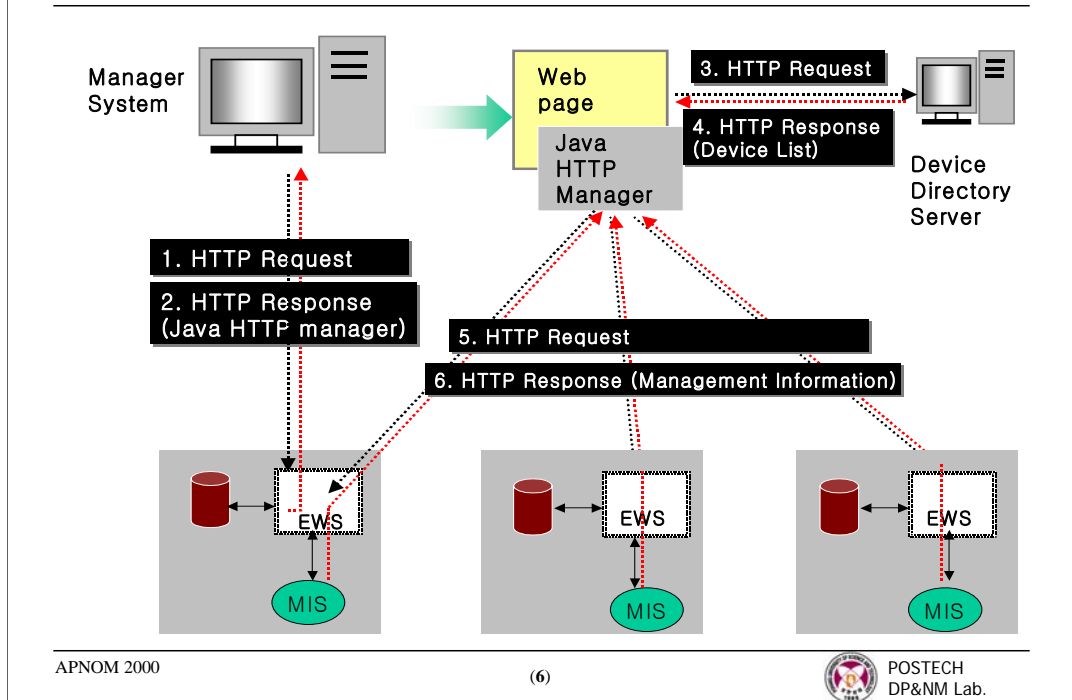 Manager
System
Web
page
Java
HTTP
Manager
3. HTTP Request
4. HTTP Response
(Device List)
Device
Directory
Server
1. HTTP Request
2. HTTP Response
(Java HTTP manager)
5. HTTP Request
6. HTTP Response (Management Information)
EWS
MIS
EWS
MIS
EWS
MIS
APNOM 2000
(6)
POSTECH
DP&NM Lab.